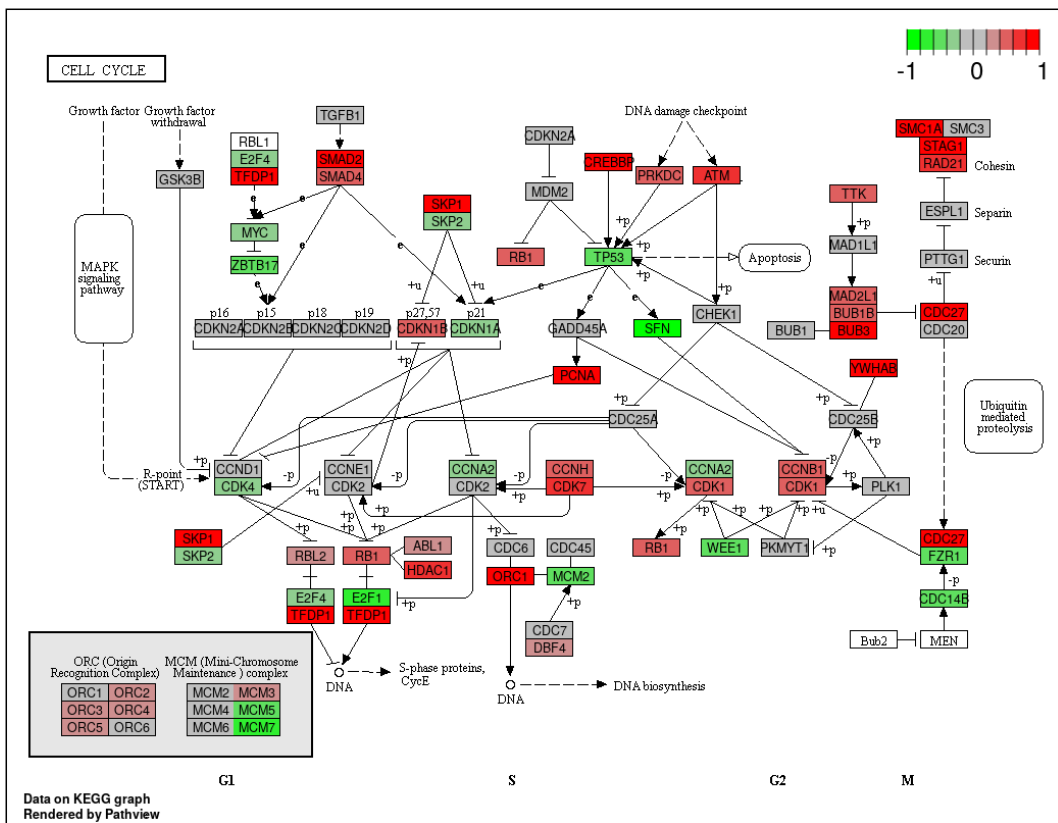 -1 0 1
CELL CYCLE
Growth factor
Growth factor
withdrawal
TGFB1
DNA damage checkpoint
RBL1
E2F4
TFDP1
GSK3B
SMAD2
SMAD4
CDKN2A
CREBBP
PRKDC
ATM
SMC1A
SMC3
STAG1
RAD21
Cohesin
MDM2
SKP1
SKP2
TTK
+p
e
e
MYC
ZBTB17
RB1
TP53
+p
+p
+p
Apoptosis
MAD1L1
ESPL1
Separin
PTTG1
Securin
MAPK
signaling
pathway
e
e
+u
+u
e
e
+p
MAD2L1
BUB1B
BUB3
BUB1
+u
CDC27
CDC20
p16
CDKN2A
p15
CDKN2B
p18
CDKN2C
p19
CDKN2D
p27,57
CDKN1B
p21
CDKN1A
GADD45A
SFN
CHEK1
+p
PCNA
YWHAB
+p
CDC25A
+p
CDC25B
+p
Ubiquitin
mediated
proteolysis
R-point
(START)
+p
CCND1
CDK4
-p
CCNE1
CDK2
-p
CCNA2
CDK2
-p
+p
CCNH
CDK7
-p
+p
CCNA2
CDK1
-p
CCNB1
CDK1
-p
+p
PLK1
+u
+p
+p
+p
+p
+p
+p
+p
+p
+u
SKP1
SKP2
RBL2
RB1
ABL1
HDAC1
CDC6
CDC45
RB1
WEE1
PKMYT1
+p
CDC27
FZR1
ORC1
MCM2
-p
E2F4
TFDP1
E2F1
TFDP1
+p
+p
CDC7
DBF4
CDC14B
Bub2
MEN
DNA
S-phase proteins,
CycE
DNA
DNA biosynthesis
ORC (Origin
Recognition Complex)
MCM (Mini-Chromosome
Maintenance ) complex
ORC1 ORC2 MCM2 MCM3
ORC3 ORC4 MCM4 MCM5
ORC5 ORC6 MCM6 MCM7
G1 S G2 M
Data on KEGG graph
Rendered by Pathview